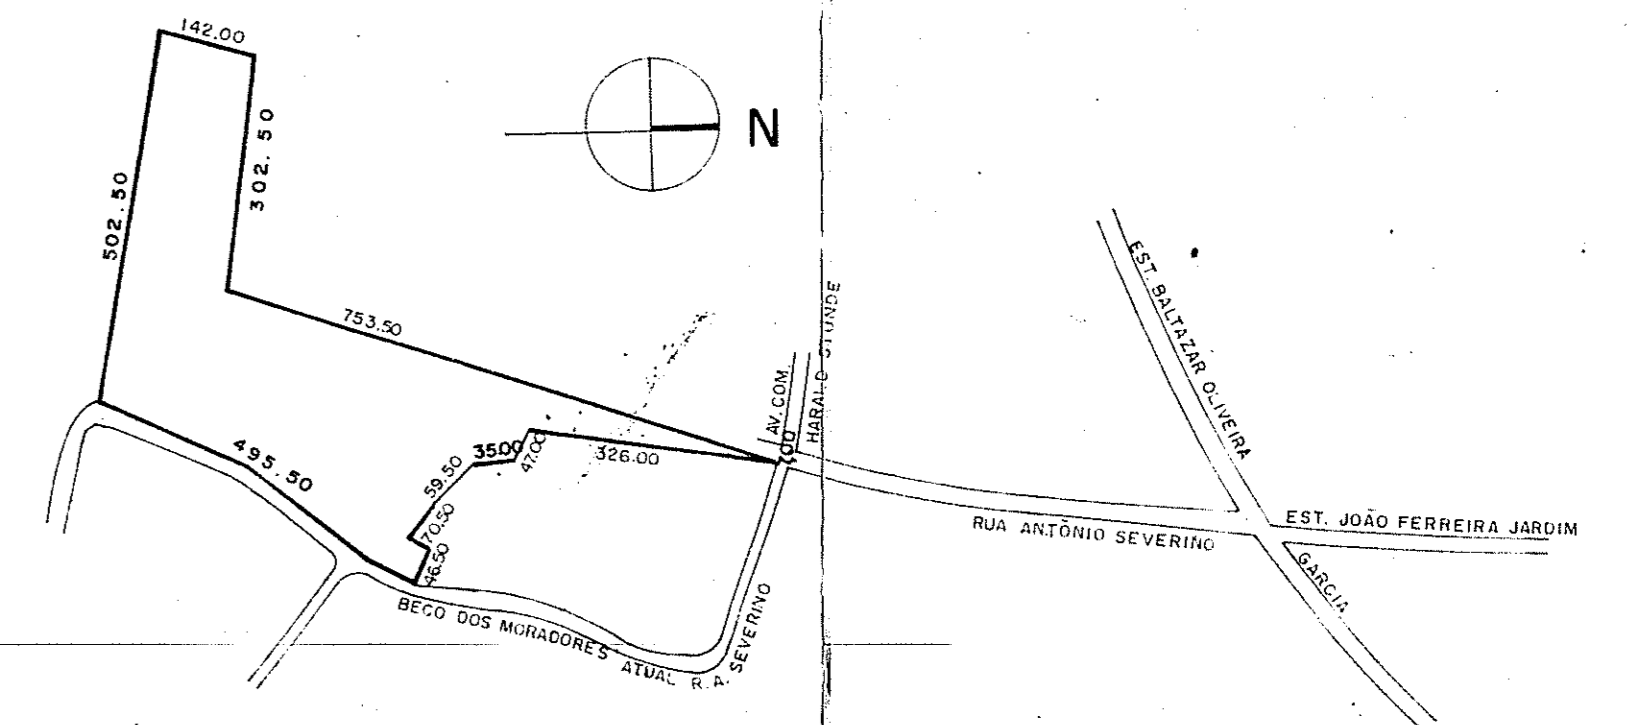 142.00
302.50
502.50
N
753.50
AV. COM.
HARALD STUNDE
EST. BALTAZAR OLIVEIRA
495.50
59.50
35.00
47.00
326.00
70.50
46.50
RUA ANTÔNIO SEVERINO
EST. JOÃO FERREIRA JARDIM
GARCIA
BECO DOS MORADORES ATUAL R. A. SEVERINO